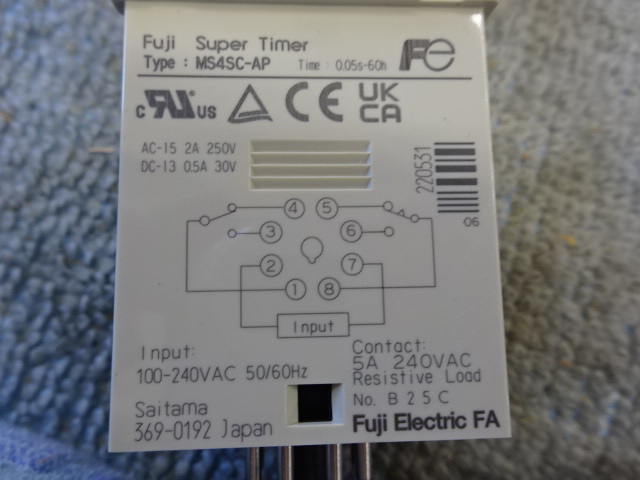 Fuji Super Timer
Type : MS4SC-AP Time : 0.05s-60h Fe
c RU US CE UK CA
AC-15 2A 250V
DC-13 0.5A 30V
220531
06
4 5
3 6
2 7
1 8
Input
Input:
100-240VAC 50/60Hz
Contact:
5A 240VAC
Resistive Load
No. B 2 5 C
Saitama
369-0192 Japan
Fuji Electric FA